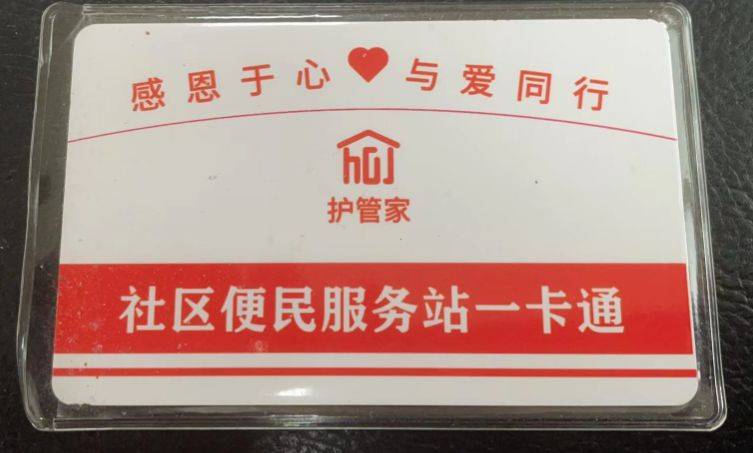 感恩于心❤与爱同行
hGJ
护管家
社区便民服务站一卡通